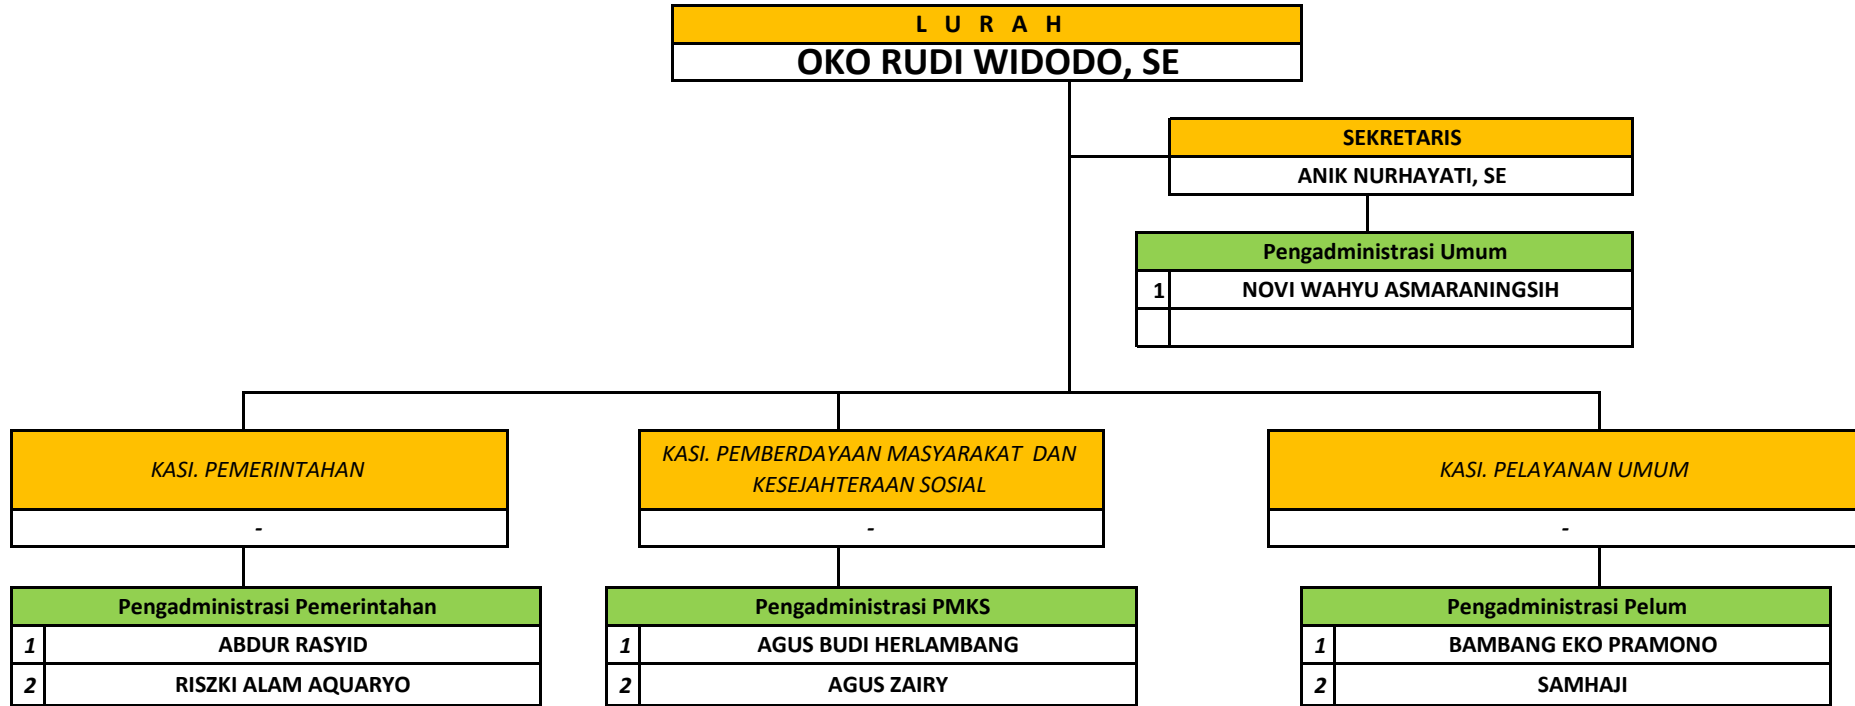 L U R A H
OKO RUDI WIDODO, SE
SEKRETARIS
ANIK NURHAYATI, SE
Pengadministrasi Umum
1 NOVI WAHYU ASMARANINGSIH
KASI. PEMERINTAHAN
-
KASI. PEMBERDAYAAN MASYARAKAT DAN
KESEJAHTERAAN SOSIAL
-
KASI. PELAYANAN UMUM
-
Pengadministrasi Pemerintahan
1 ABDUR RASYID
2 RISZKI ALAM AQUARYO
Pengadministrasi PMKS
1 AGUS BUDI HERLAMBANG
2 AGUS ZAIRY
Pengadministrasi Pelum
1 BAMBANG EKO PRAMONO
2 SAMHAJI